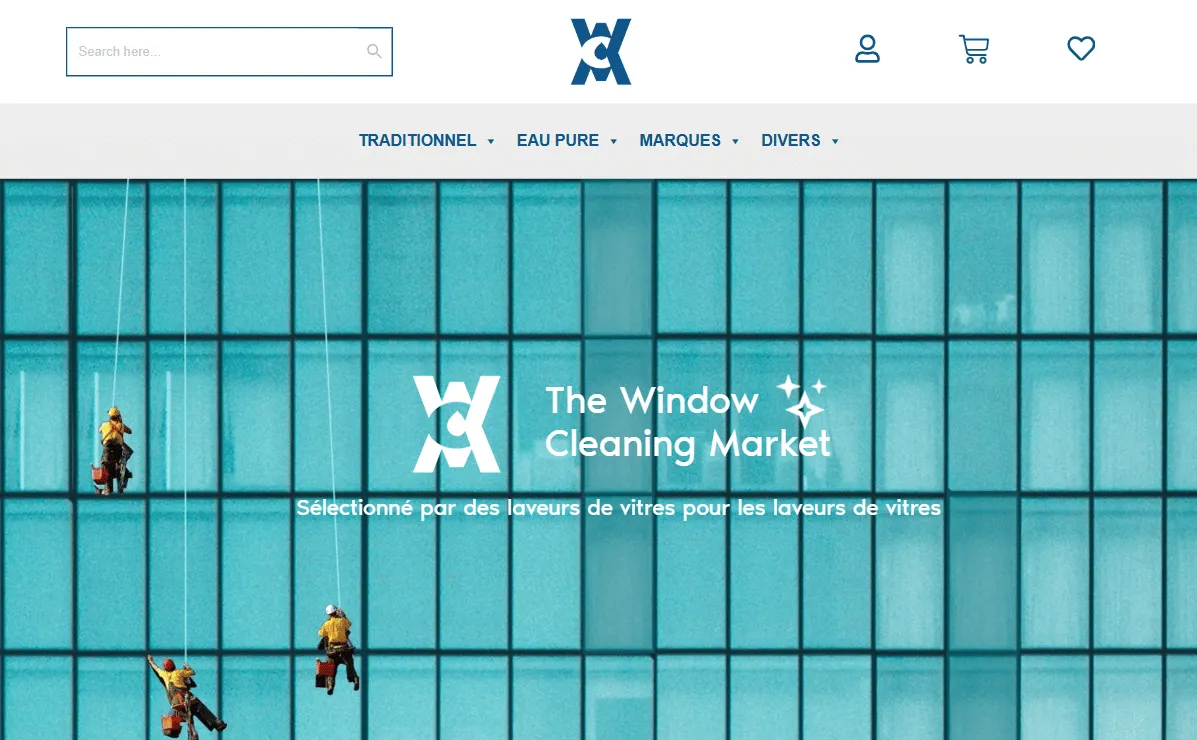 Search here...
TRADITIONNEL
EAU PURE
MARQUES
DIVERS
The Window
Cleaning Market
Sélectionné par des laveurs de vitres pour les laveurs de vitres